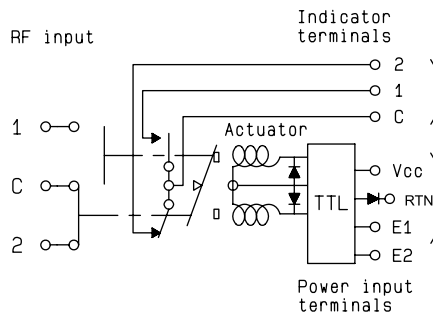 RF input
Indicator
terminals
2
1
C
Actuator
1
C
2
TTL
Vcc
RTN
E1
E2
Power input
terminals